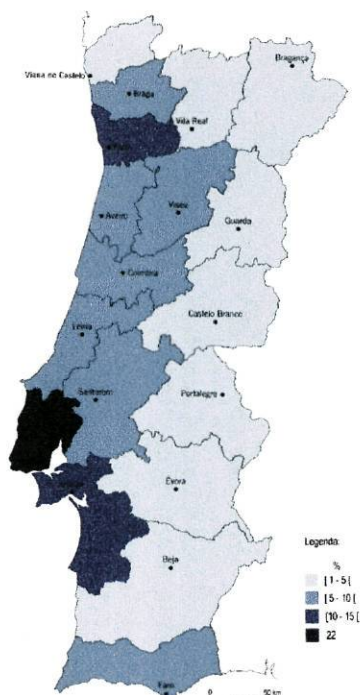 Bragança
Viana do Castelo
Braga
Vila Real
Porto
Viseu
Aveiro
Guarda
Coimbra
Castelo Branco
Leiria
Santarém
Portalegre
Évora
Legenda:
%
[1 - 5[
[5 - 10[
[10 - 15[
22
Beja
Faro
0 50 km